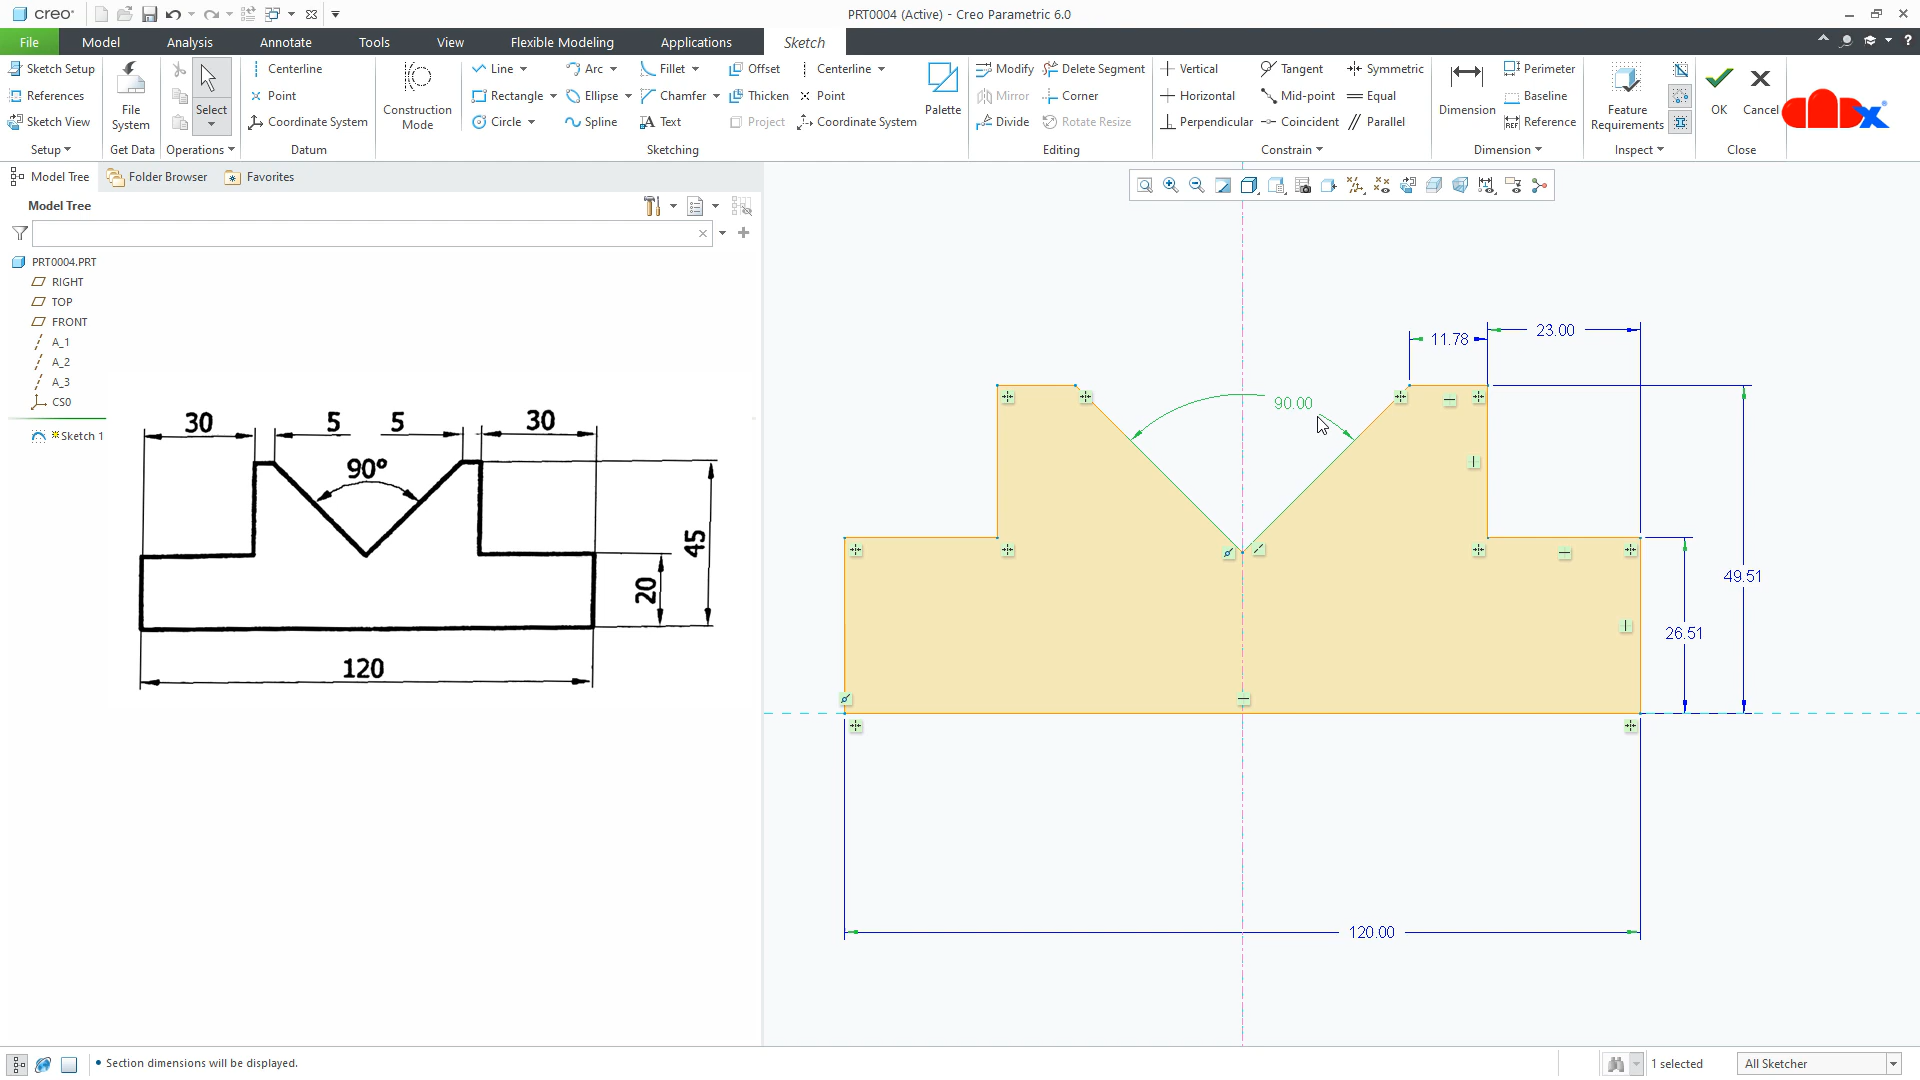 creo
PRT0004 (Active) - Creo Parametric 6.0
File Model Analysis Annotate Tools View Flexible Modeling Applications Sketch
Sketch Setup
References
Sketch View
Setup
File System
Get Data
Select
Operations
Centerline
Point
Coordinate System
Datum
Construction Mode
Line Arc Fillet Offset Centerline
Rectangle Ellipse Chamfer Thicken Point
Circle Spline Text Project Coordinate System
Palette
Sketching
Modify Delete Segment
Mirror Corner
Divide Rotate Resize
Editing
Vertical Tangent Symmetric
Horizontal Mid-point Equal
Perpendicular Coincident Parallel
Constrain
Dimension
Perimeter
Baseline
Reference
Dimension
Feature Requirements
Inspect
OK Cancel
Close
Model Tree Folder Browser Favorites
Model Tree
PRT0004.PRT
RIGHT
TOP
FRONT
A_1
A_2
A_3
CS0
Sketch 1
30 5 5 30
90°
45
20
120
11.78 23.00
90.00
49.51
26.51
120.00
Section dimensions will be displayed.
1 selected
All Sketcher